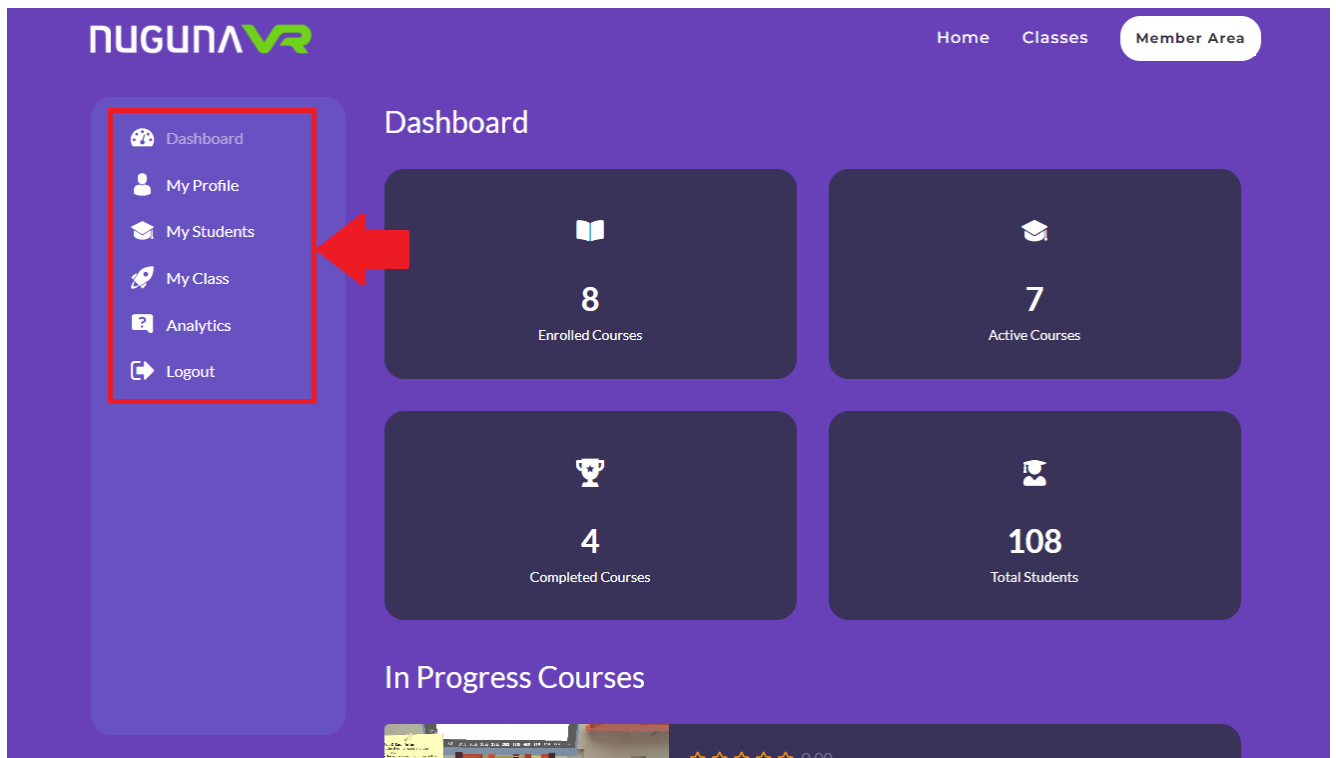 NUGUNAVR
Home Classes Member Area
Dashboard
My Profile
My Students
My Class
Analytics
Logout
Dashboard
8
Enrolled Courses
7
Active Courses
4
Completed Courses
108
Total Students
In Progress Courses